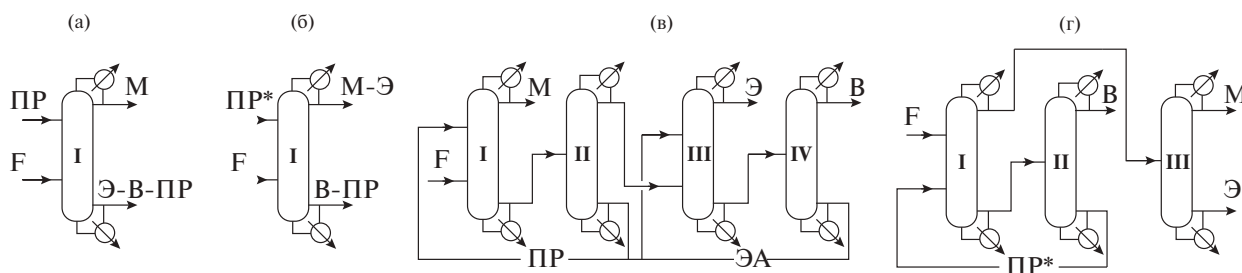 (а)
(б)
(в)
(г)
ПР
F
I
М
Э-В-ПР
ПР*
F
I
М-Э
В-ПР
F
I
М
II
III
Э
IV
В
ПР
ЭА
F
I
II
В
III
М
Э
ПР*